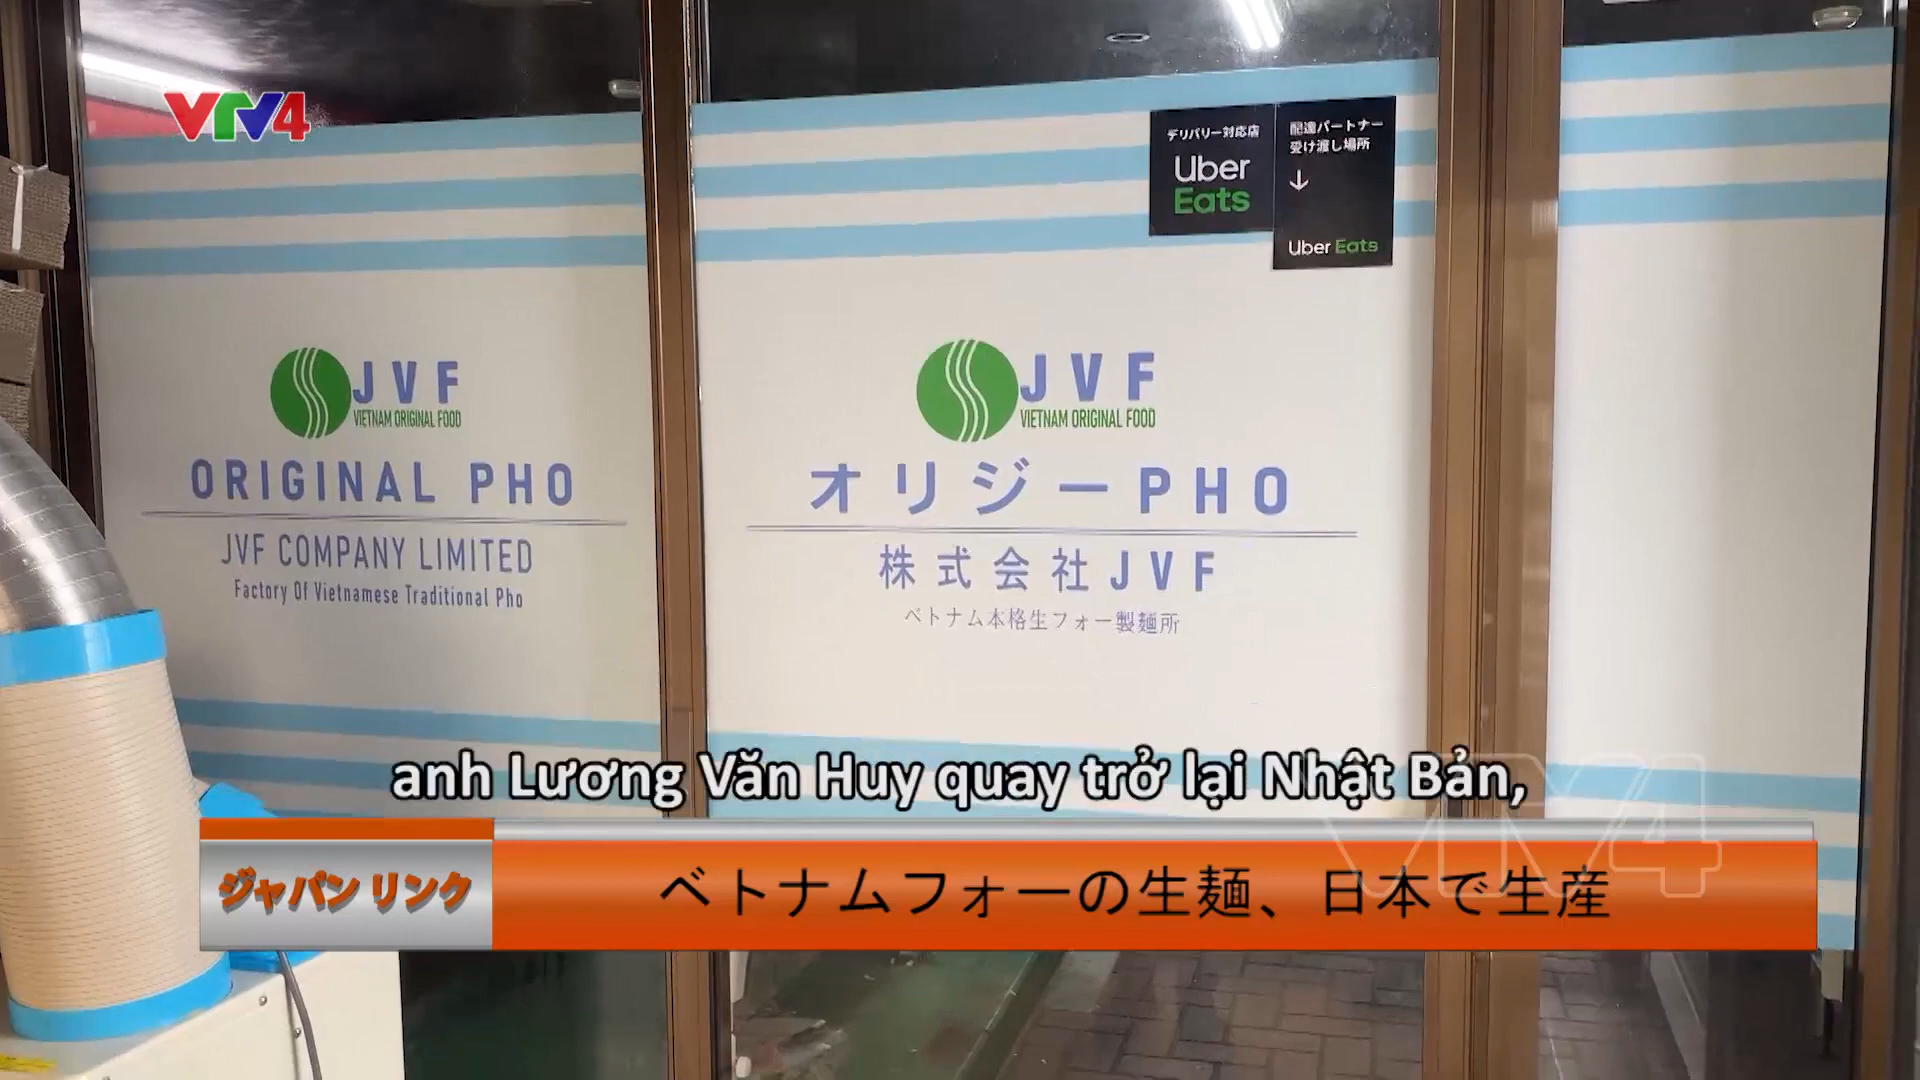 VTV4
デリバリー対応店
Uber
Eats
配達パートナー
受け渡し場所
↓
Uber Eats
JVF
VIETNAM ORIGINAL FOOD
ORIGINAL PHO
JVF COMPANY LIMITED
Factory Of Vietnamese Traditional Pho
JVF
VIETNAM ORIGINAL FOOD
オリジーPHO
株式会社JVF
ベトナム本格生フォー製麺所
anh Lương Văn Huy quay trở lại Nhật Bản,
VTV4
ジャパン リンク
ベトナムフォーの生麺、日本で生産